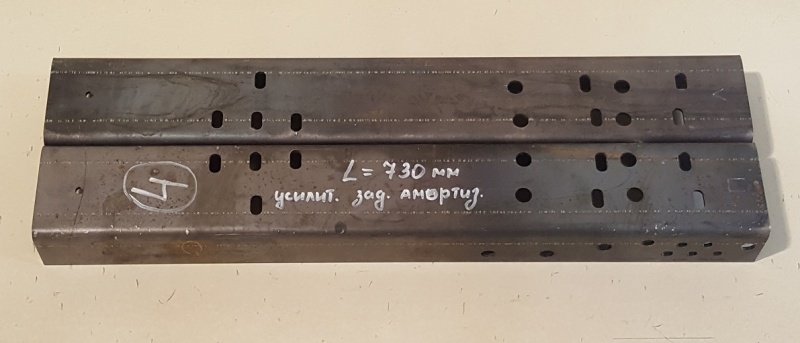 4
L = 730 мм
усилит. зад. амортиз.